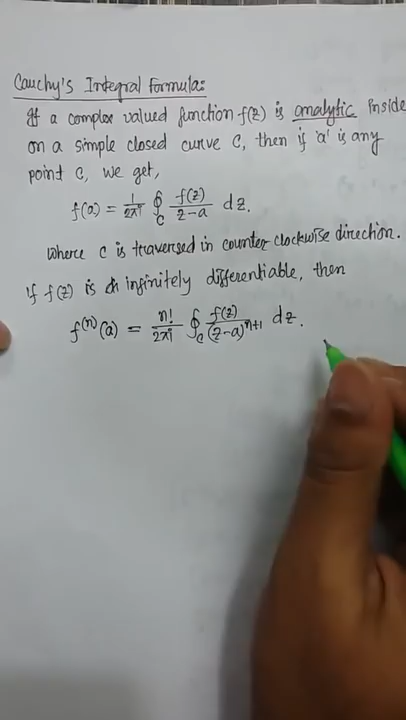 Cauchy's Integral Formula:
If a complex valued function f(z) is analytic inside
on a simple closed curve C, then if 'a' is any
point C, we get,
f(a) = 1/2πi ∮_C f(z)/z-a dz.
Where C is traversed in counter clockwise direction.
If f(z) is infinitely differentiable, then
f^(n)(a) = n!/2πi ∮_C f(z)/(z-a)^n+1 dz.